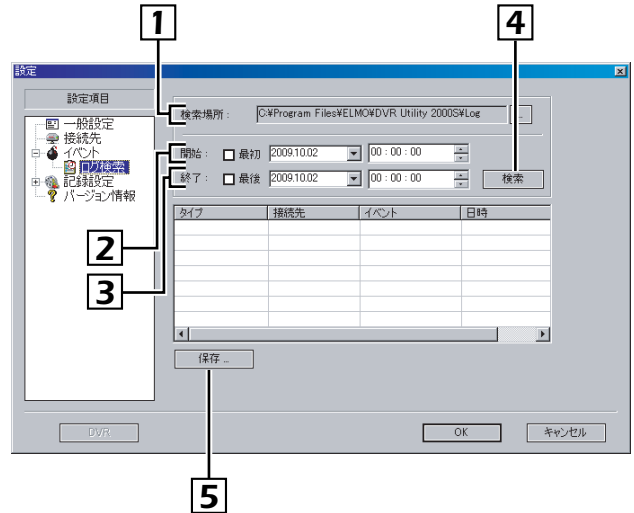 1
4
設定
設定項目
一般設定
接続先
イベント
ログ検索
記録設定
バージョン情報
検索場所：
C:¥Program Files¥ELMO¥DVR Utility 2000S¥Log
...
開始：
最初
2009.10.02
00 : 00 : 00
終了：
最後
2009.10.02
00 : 00 : 00
検索
2
3
タイプ
接続先
イベント
日時
保存 ...
DVR
OK
キャンセル
5